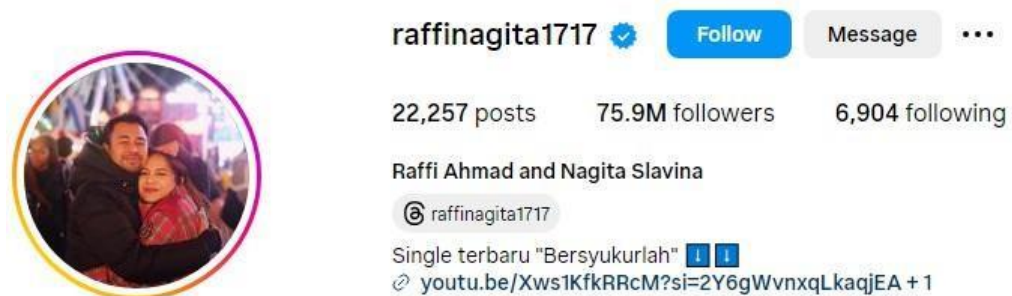 raffinagita1717 Follow Message
22,257 posts 75.9M followers 6,904 following
Raffi Ahmad and Nagita Slavina
raffinagita1717
Single terbaru "Bersyukurlah" ⬇️⬇️
youtu.be/Xws1KfkRRcM?si=2Y6gWvnxqLkaqjEA + 1